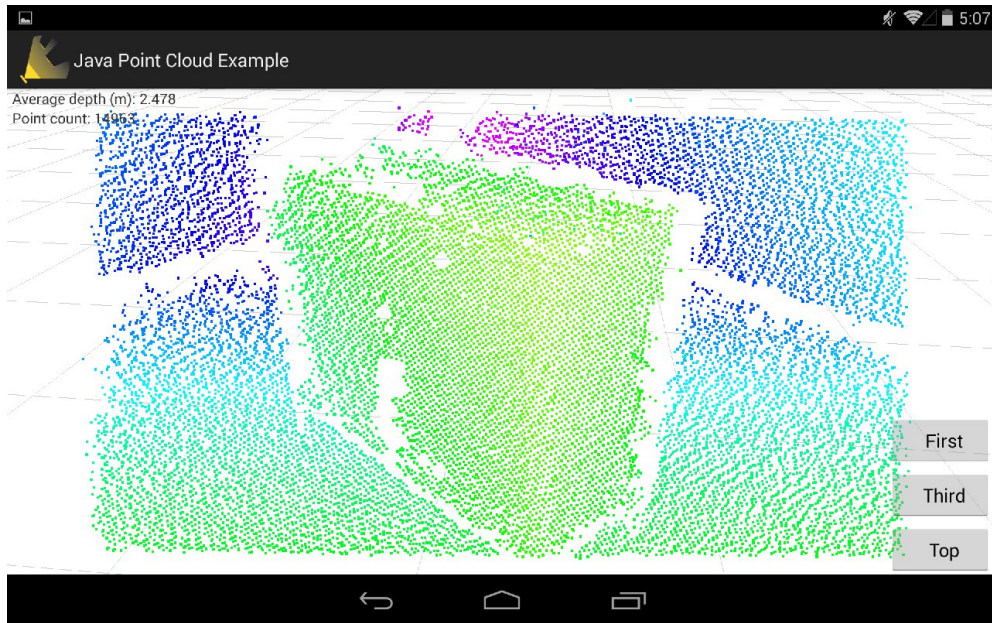 5:07
Java Point Cloud Example
Average depth (m): 2.478
Point count: 14953
First
Third
Top